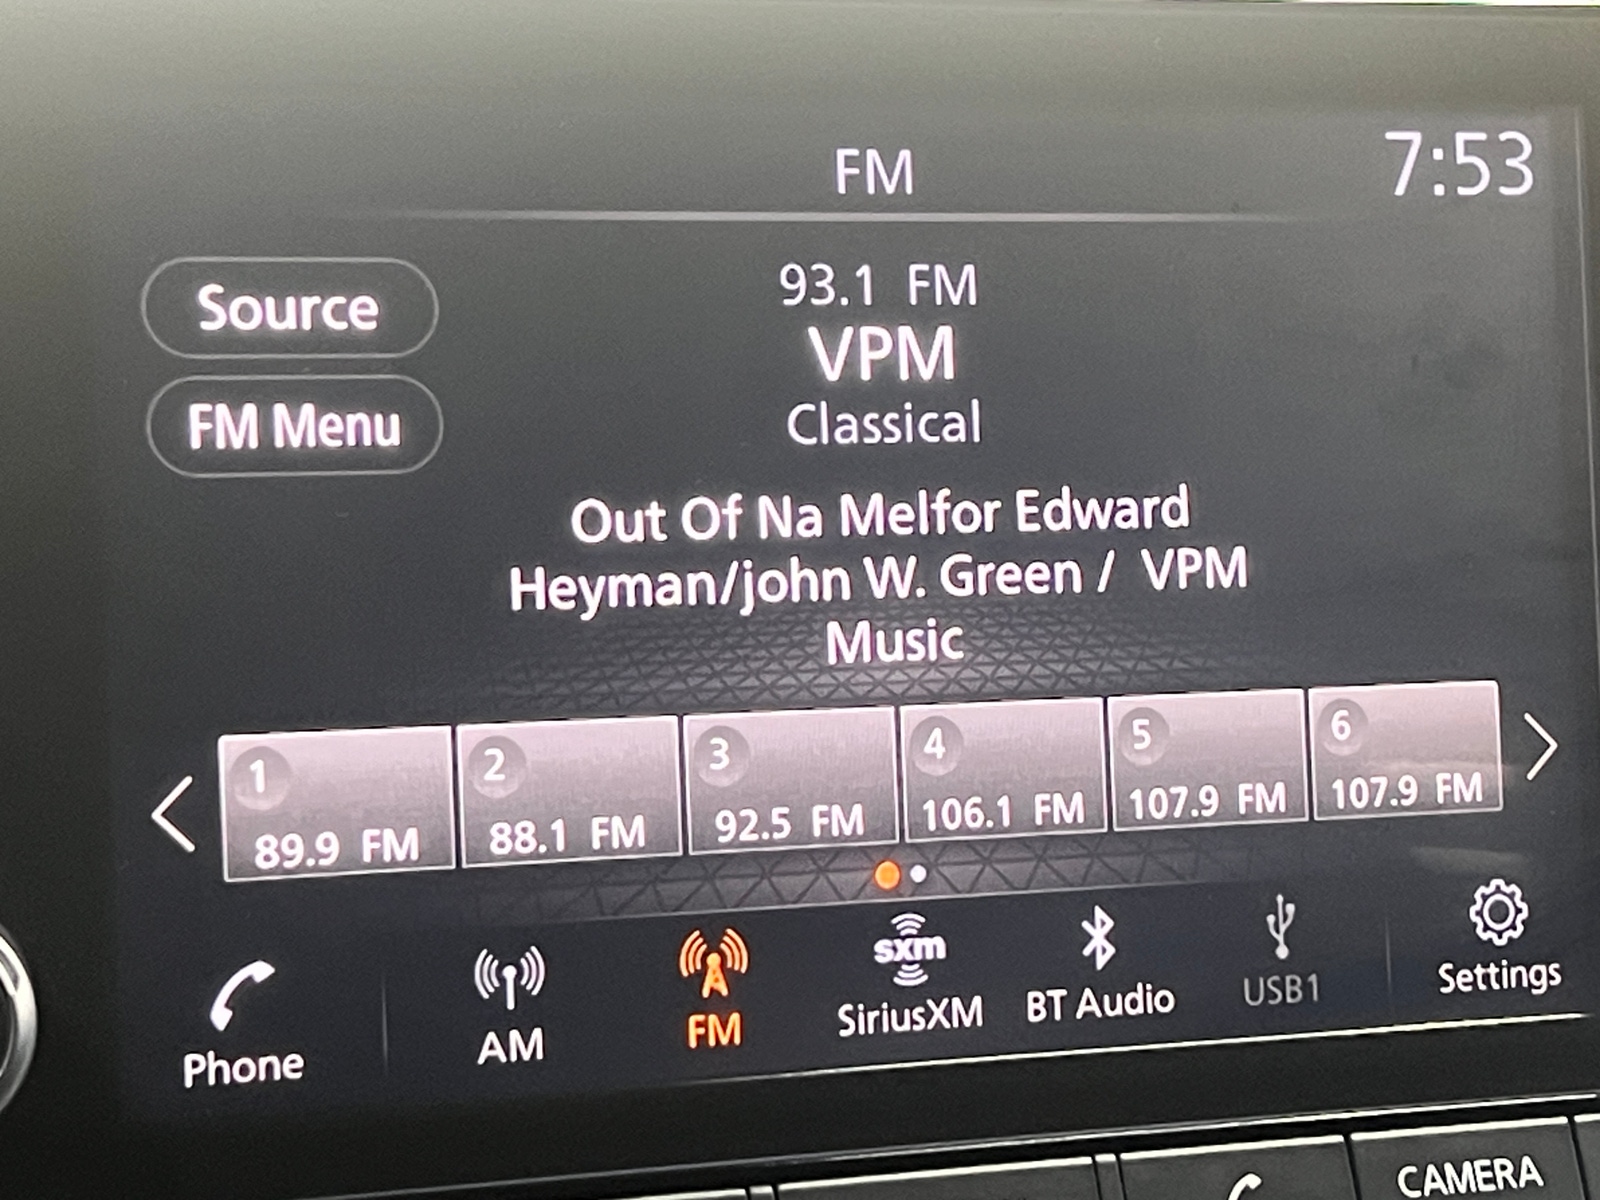 FM
7:53
Source
FM Menu
93.1 FM
VPM
Classical
Out Of Na Melfor Edward
Heyman/john W. Green / VPM
Music
1
89.9 FM
2
88.1 FM
3
92.5 FM
4
106.1 FM
5
107.9 FM
6
107.9 FM
Phone
AM
FM
sxm
SiriusXM
BT Audio
USB1
Settings
CAMERA